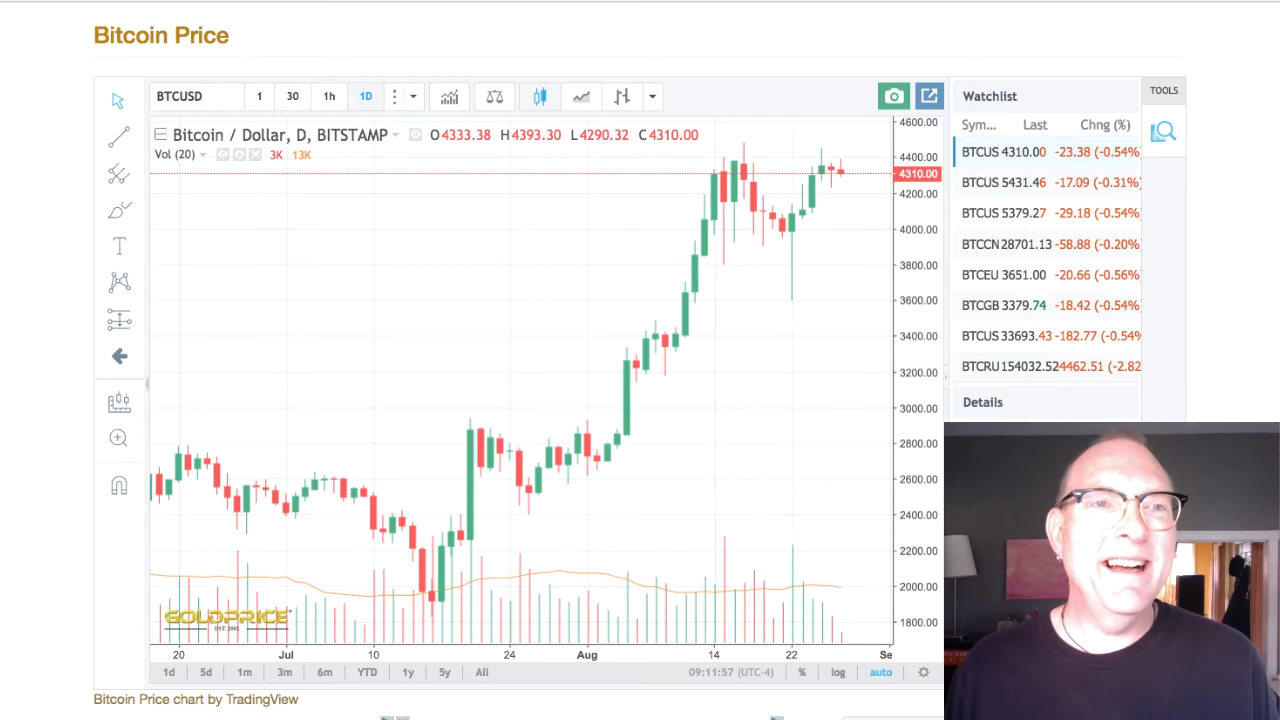 Bitcoin Price
BTCUSD 1 30 1h 1D
Bitcoin / Dollar, D, BITSTAMP O4333.38 H4393.30 L4290.32 C4310.00
Vol (20) 3K 13K
4600.00
4400.00
4310.00
4200.00
4000.00
3800.00
3600.00
3400.00
3200.00
3000.00
2800.00
2600.00
2400.00
2200.00
2000.00
1800.00
GOLDPRICE
EST. 2002
20 Jul 10 24 Aug 14 22 Se
1d 5d 1m 3m 6m YTD 1y 5y All 09:11:57 (UTC-4) % log auto
Bitcoin Price chart by TradingView
Watchlist
Sym... Last Chng (%)
BTCUS 4310.00 -23.38 (-0.54%
BTCUS 5431.46 -17.09 (-0.31%
BTCUS 5379.27 -29.18 (-0.54%
BTCCN 28701.13 -58.88 (-0.20%
BTCEU 3651.00 -20.66 (-0.56%
BTCGB 3379.74 -18.42 (-0.54%
BTCUS 33693.43 -182.77 (-0.54%
BTCRU 154032.524462.51 (-2.82
Details
TOOLS